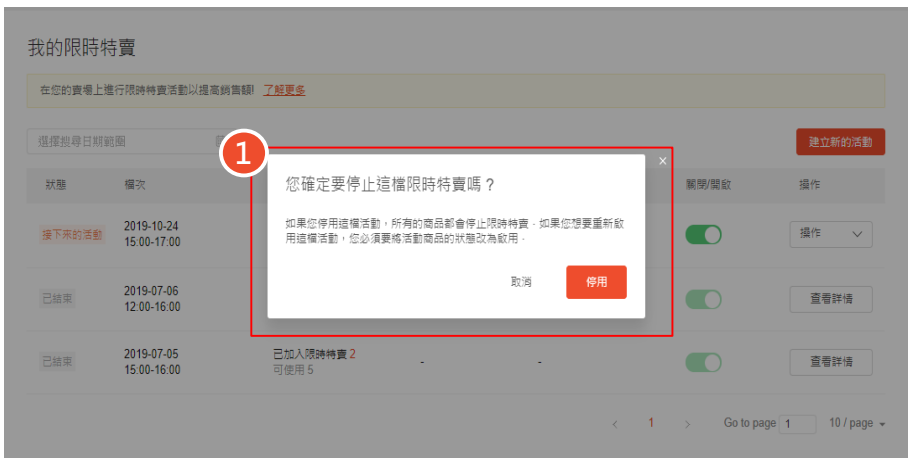 我的限時特賣
在您的賣場上進行限時特賣活動以提高銷售額! 了解更多
選擇搜尋日期範圍
1
建立新的活動
狀態 檔次 關閉/開啟 操作
×
您確定要停止這檔限時特賣嗎？
如果您停用這檔活動，所有的商品都會停止限時特賣．如果您想要重新啟
用這檔活動，您必須要將活動商品的狀態改為啟用．
取消 停用
接下來的活動 2019-10-24 操作
15:00-17:00
已結束 2019-07-06 查看詳情
12:00-16:00
已結束 2019-07-05 已加入限時特賣 2 - - 查看詳情
15:00-16:00 可使用 5
< 1 > Go to page 1 10 / page